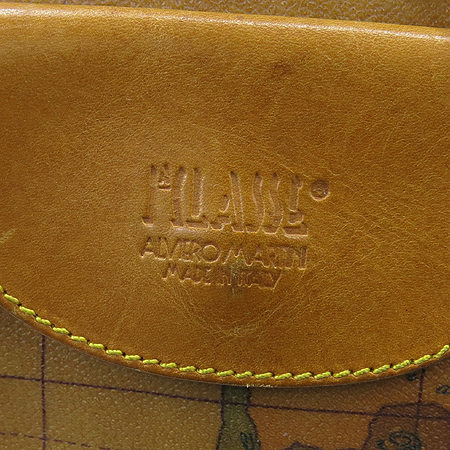 1ª CLASSE®
ALVIERO MARTINI
MADE IN ITALY